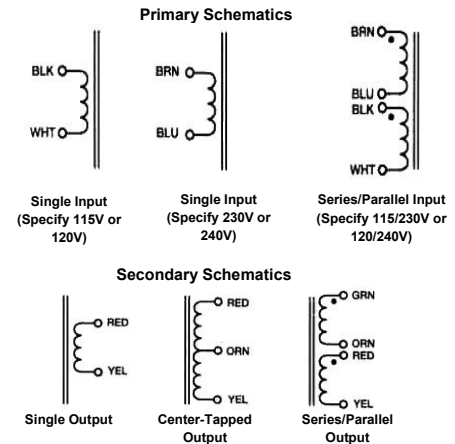 Primary Schematics
BLK
WHT
BRN
BLU
BRN
BLU
BLK
WHT
Single Input
(Specify 115V or
120V)
Single Input
(Specify 230V or
240V)
Series/Parallel Input
(Specify 115/230V or
120/240V)
Secondary Schematics
RED
YEL
RED
ORN
YEL
GRN
ORN
RED
YEL
Single Output
Center-Tapped
Output
Series/Parallel
Output